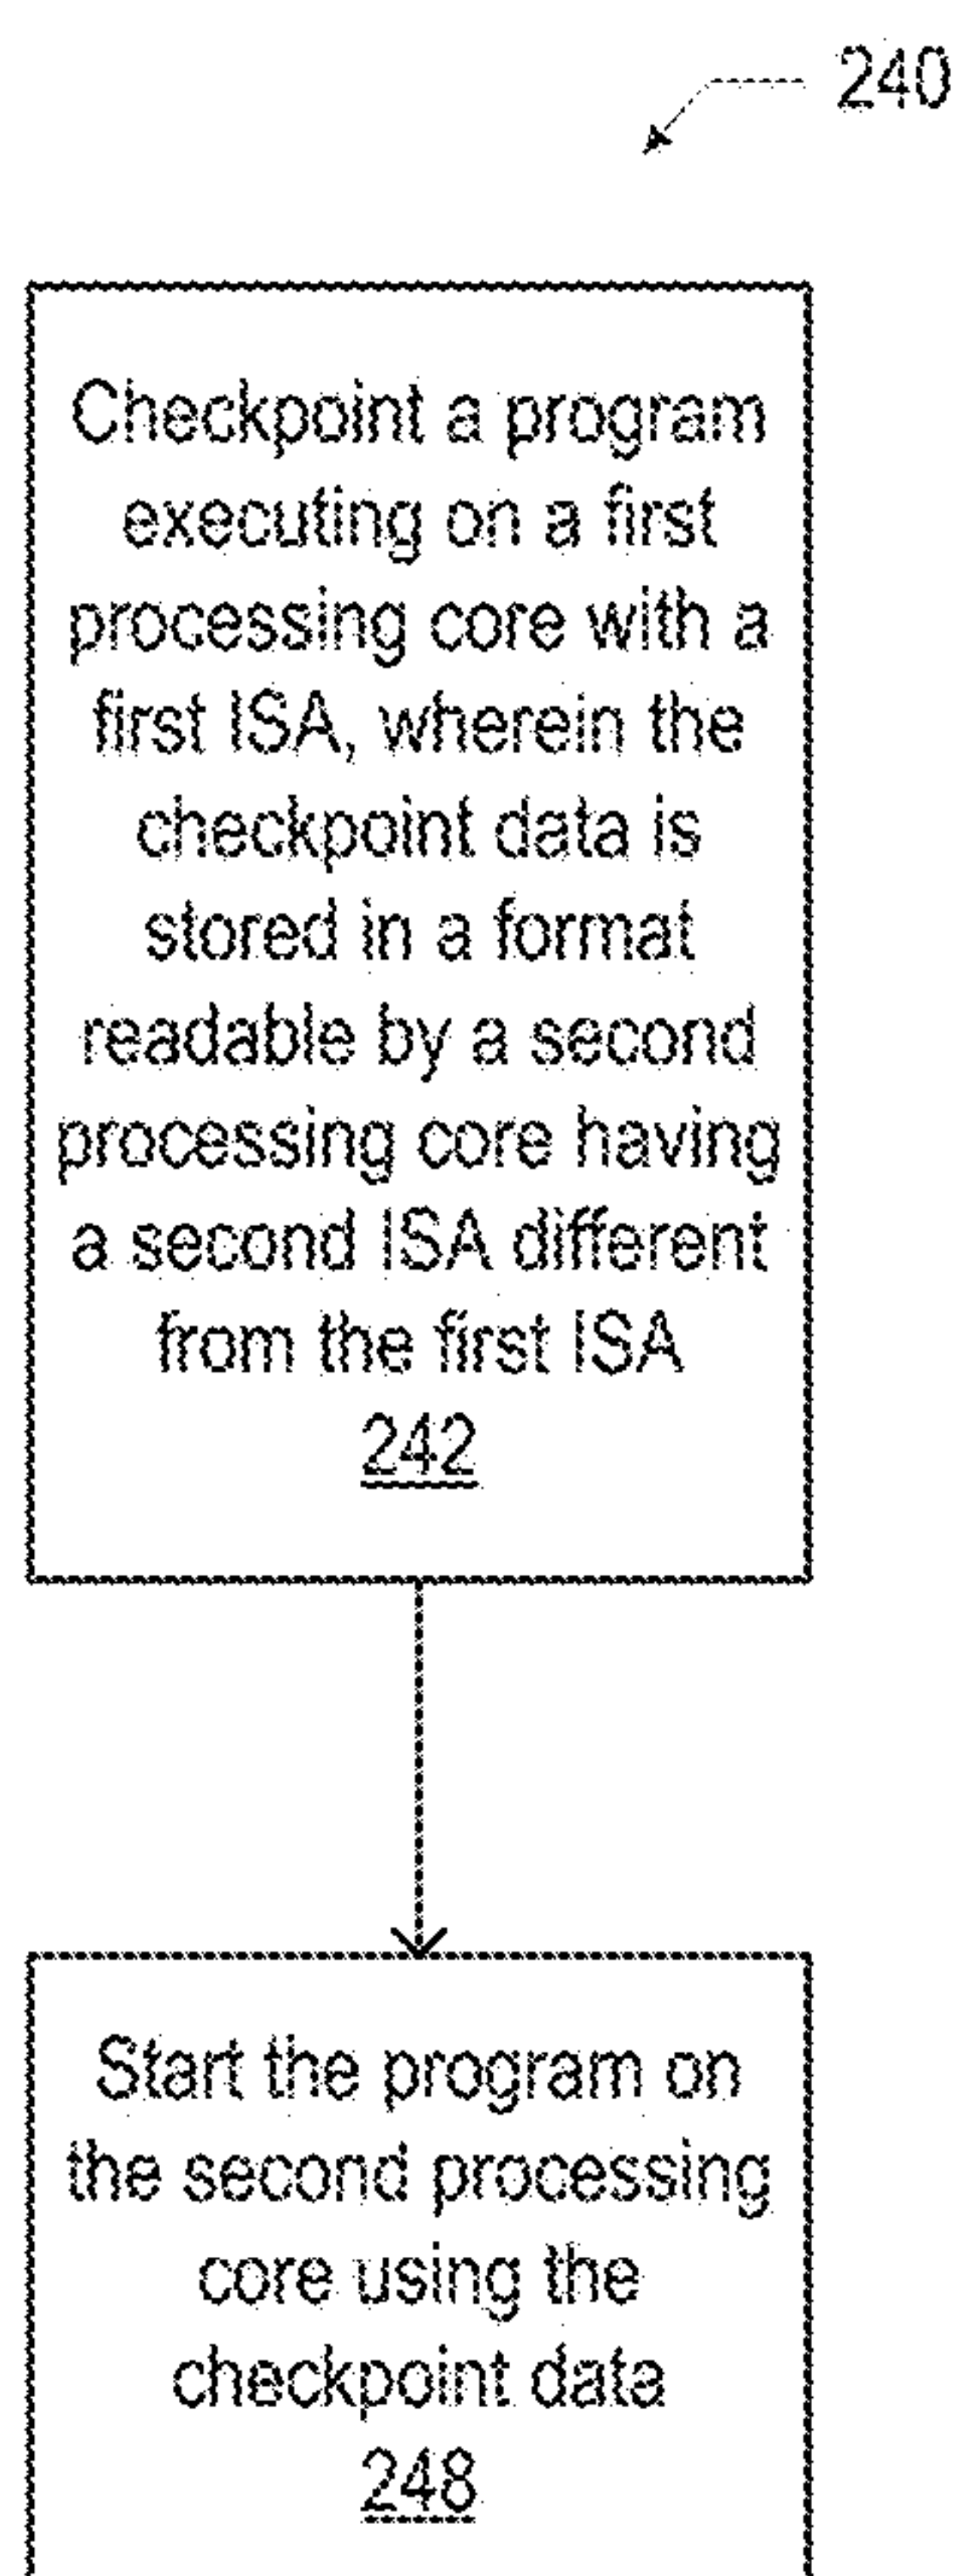 240
Checkpoint a program
executing on a first
processing core with a
first ISA, wherein the
checkpoint data is
stored in a format
readable by a second
processing core having
a second ISA different
from the first ISA
242
Start the program on
the second processing
core using the
checkpoint data
248